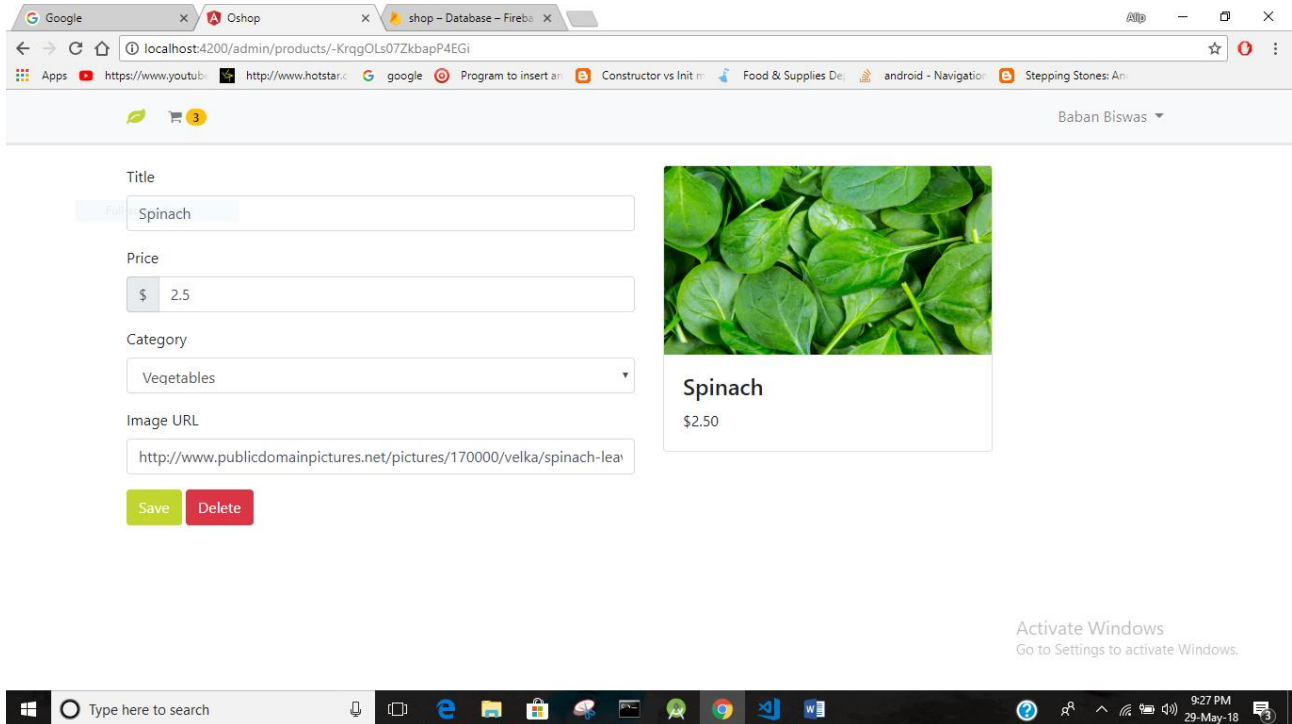 Google
Oshop
shop – Database – Fireba
localhost:4200/admin/products/-KrqgOLs07ZkbapP4EGi
Apps
https://www.youtub
http://www.hotstar.c
google
Program to insert an
Constructor vs Init m
Food & Supplies De
android - Navigation
Stepping Stones: An
3
Baban Biswas
Title
Spinach
Price
$ 2.5
Category
Vegetables
Image URL
http://www.publicdomainpictures.net/pictures/170000/velka/spinach-leav
Save
Delete
Spinach
$2.50
Activate Windows
Go to Settings to activate Windows.
Type here to search
9:27 PM
29-May-18
3